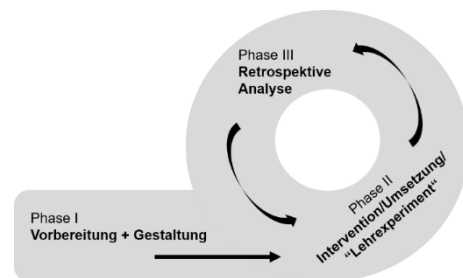 Phase III
Retrospektive
Analyse
Phase I
Vorbereitung + Gestaltung
Phase II
Intervention/Umsetzung/
"Lehrexperiment“